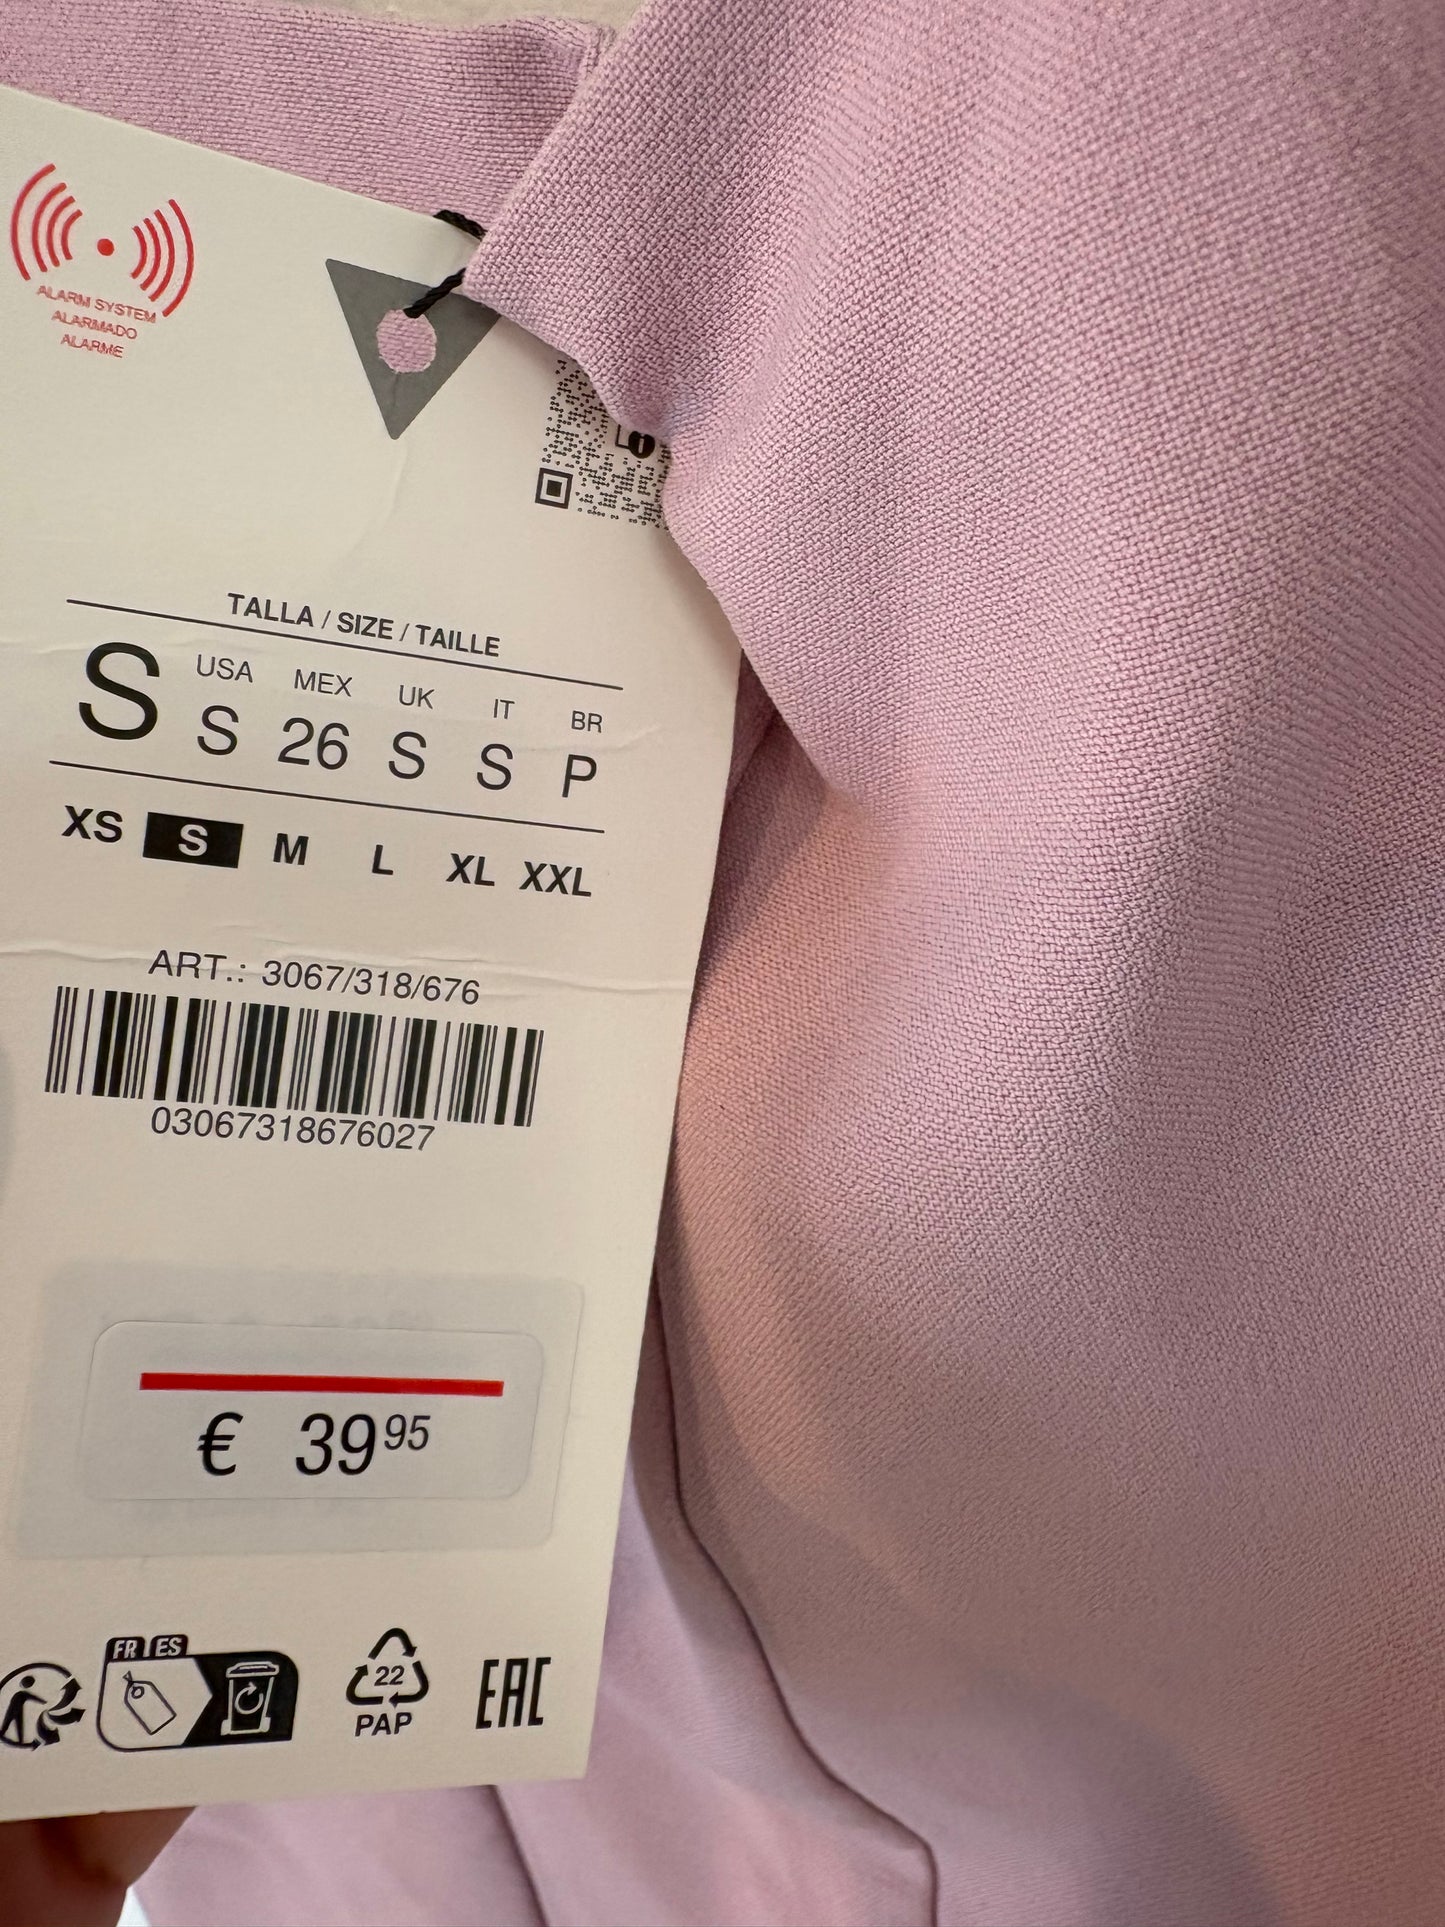 ALARM SYSTEM
ALARMADO
ALARME
i
TALLA / SIZE / TAILLE
S USA MEX UK IT BR
S 26 S S P
XS S M L XL XXL
ART.: 3067/318/676
03067318676027
€ 39 95
FR ES
22
PAP
EAC